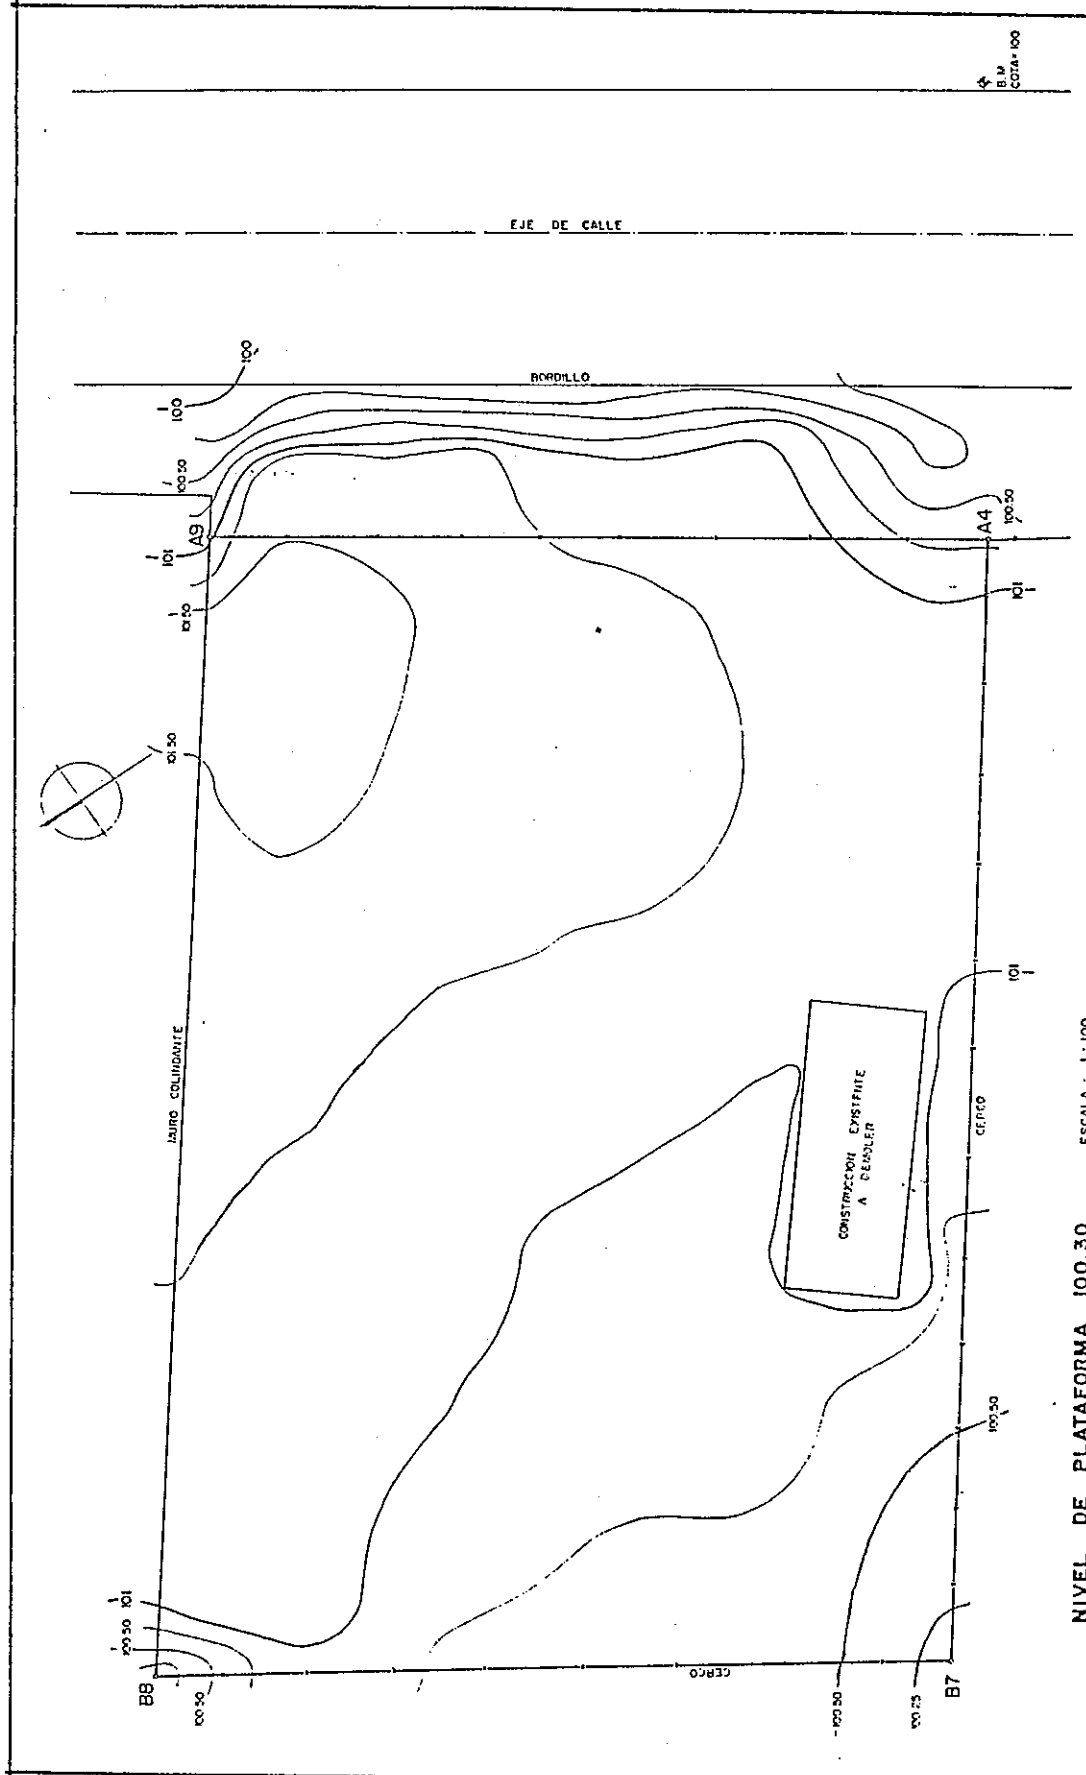 B.M
COTA=100
EJE DE CALLE
100
BORDILLO
100
100.50
A9
A4
100.50
101
101.50
101
101.50
101
MURO COLINDANTE
CONSTRUCCION EXISTENTE
A DEMOLER
CERCO
100.50
101
100.50
100.50
B8
CERCO
100.50
100.25
B7
NIVEL DE PLATAFORMA 100.30
ESCALA: 1:100